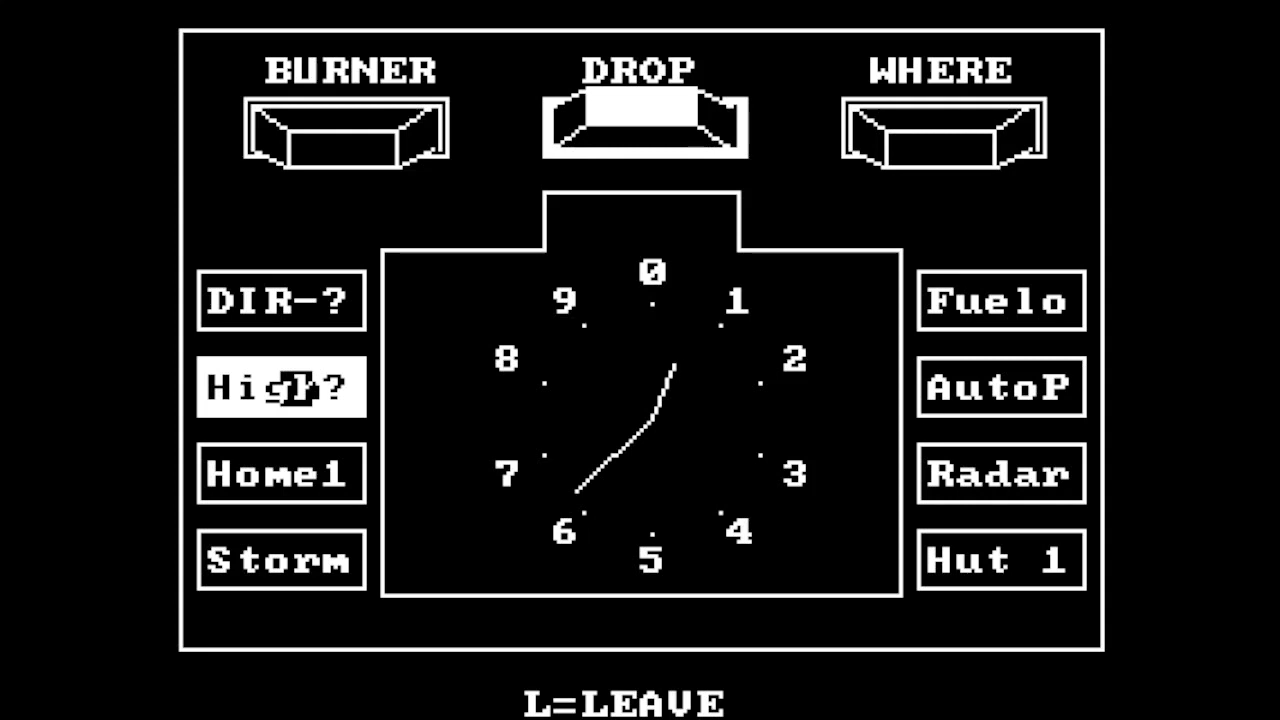 BURNER DROP WHERE
0
9 1
DIR-? Fuelo
8 2
High? AutoP
7 3
Home1 Radar
6 4
Storm 5 Hut 1
L=LEAVE